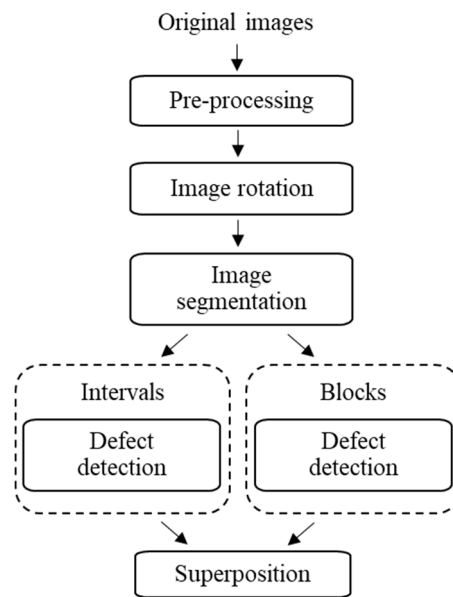 Original images
Pre-processing
Image rotation
Image
segmentation
Intervals
Defect
detection
Blocks
Defect
detection
Superposition